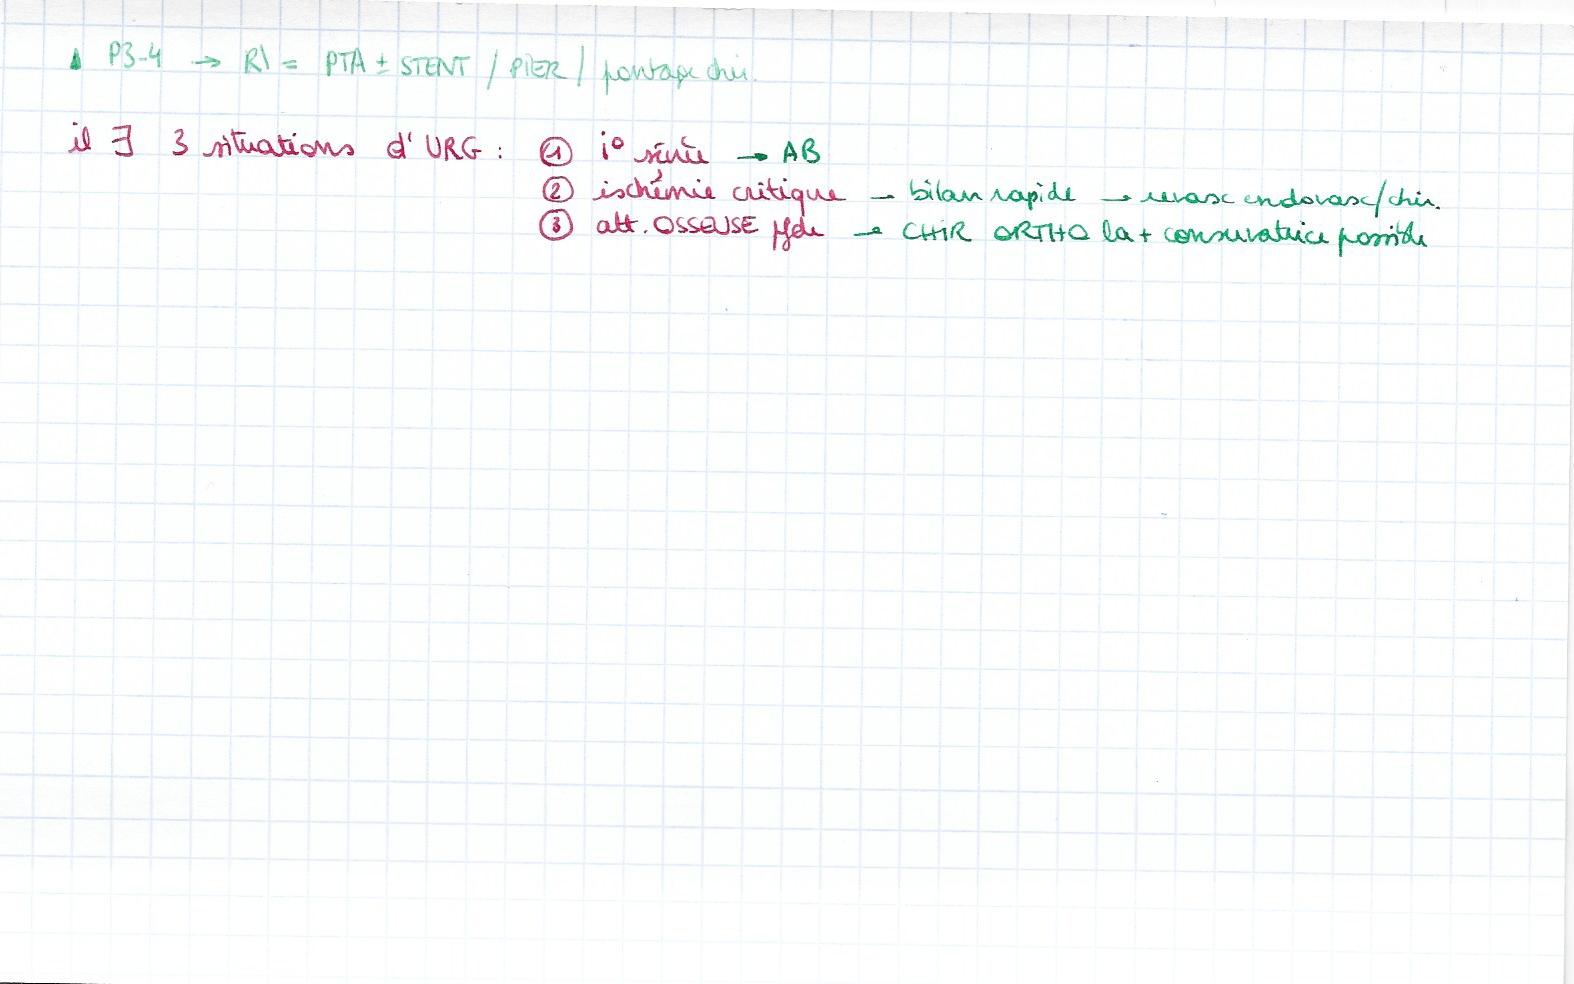 P3-4 → RI = PTA ± STENT / PIER / pontage chir.
il ∃ 3 situations d'URG : ① i° sévère → AB
② ischémie critique → bilan rapide → revasc endovasc/chir.
③ att. OSSEUSE pfde → CHIR ORTHO la + conservatrice possible